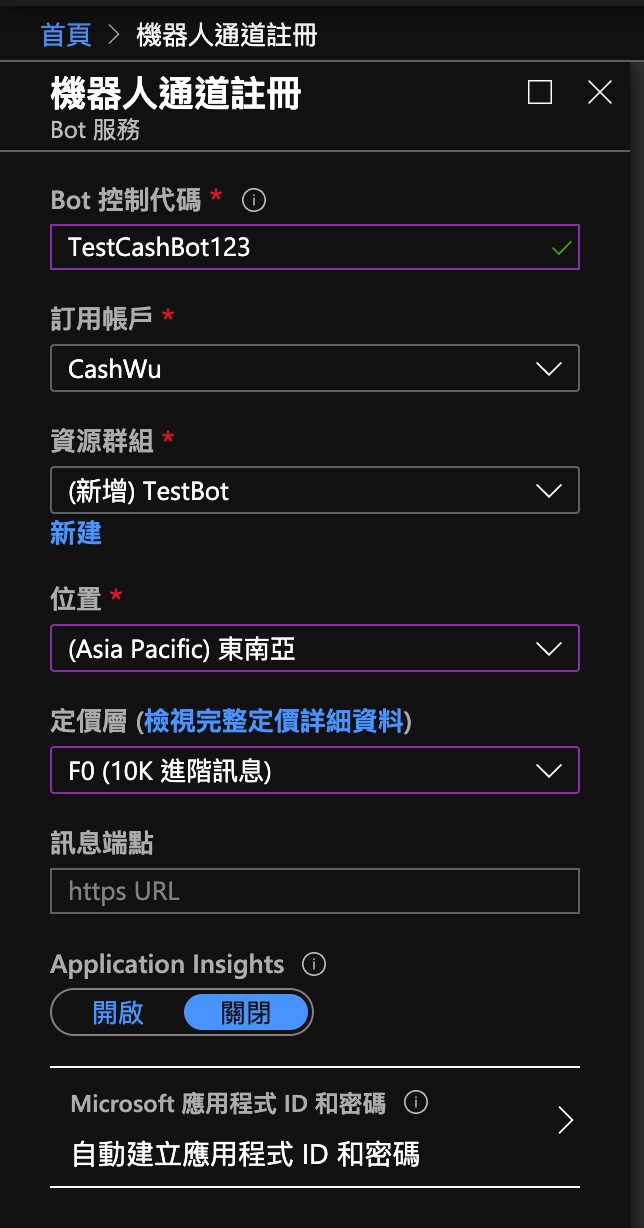 首頁 > 機器人通道註冊
機器人通道註冊
Bot 服務
Bot 控制代碼 *
TestCashBot123
訂用帳戶 *
CashWu
資源群組 *
(新增) TestBot
新建
位置 *
(Asia Pacific) 東南亞
定價層 (檢視完整定價詳細資料)
F0 (10K 進階訊息)
訊息端點
https URL
Application Insights
開啟 關閉
Microsoft 應用程式 ID 和密碼
自動建立應用程式 ID 和密碼